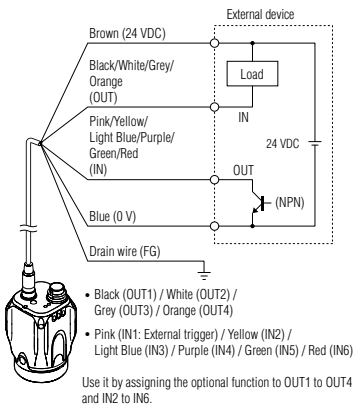 External device
Brown (24 VDC)
Black/White/Grey/
Orange
(OUT)
Load
IN
Pink/Yellow/
Light Blue/Purple/
Green/Red
(IN)
24 VDC
OUT
(NPN)
Blue (0 V)
Drain wire (FG)
• Black (OUT1) / White (OUT2) /
Grey (OUT3) / Orange (OUT4)
• Pink (IN1: External trigger) / Yellow (IN2) /
Light Blue (IN3) / Purple (IN4) / Green (IN5) / Red (IN6)
Use it by assigning the optional function to OUT1 to OUT4
and IN2 to IN6.